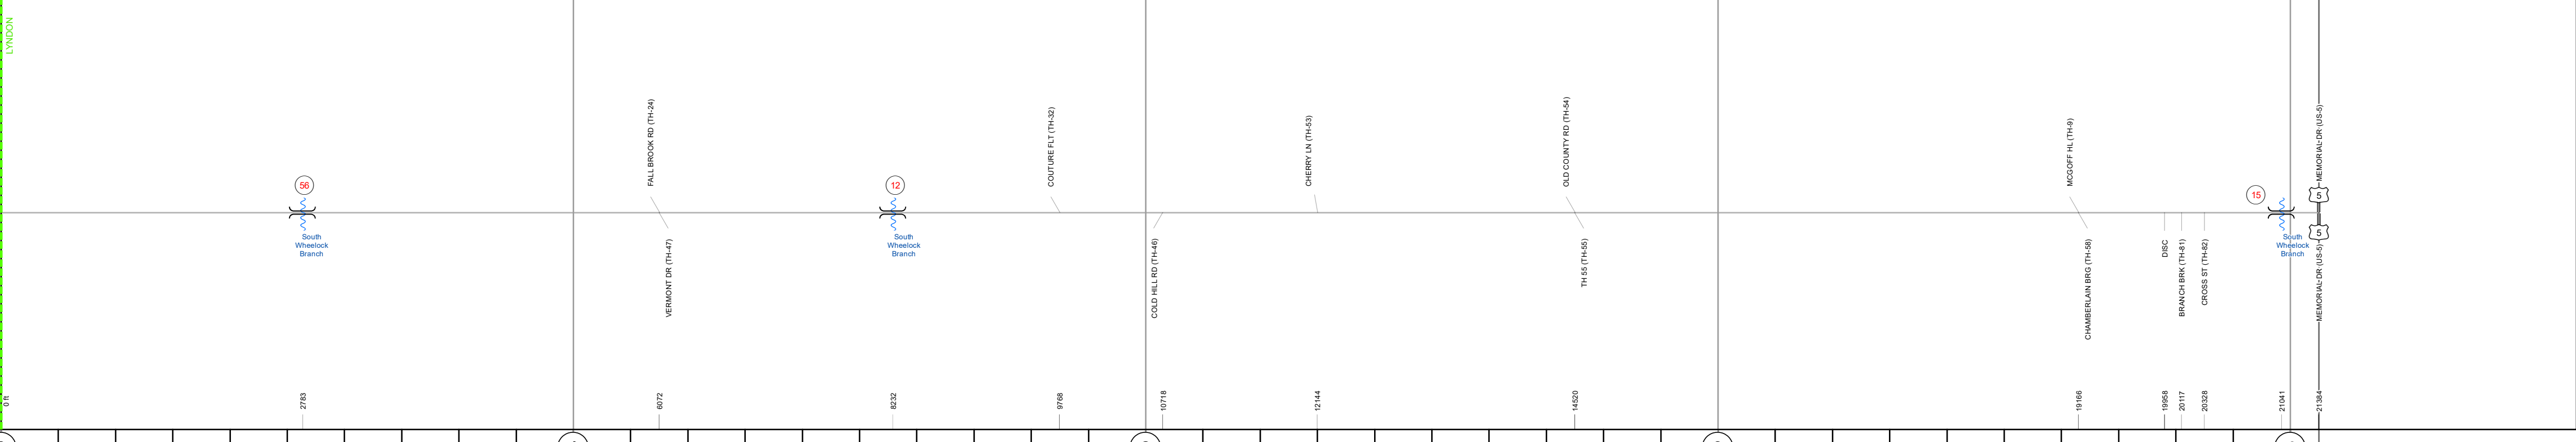 LYNDON
FALL BROOK RD (TH-24)
COUTURE FLT (TH-32)
CHERRY LN (TH-53)
OLD COUNTY RD (TH-54)
MCGOFF HL (TH-9)
MEMORIAL DR (US-5)
56
12
15
5
South
Wheelock
Branch
VERMONT DR (TH-47)
South
Wheelock
Branch
COLD HILL RD (TH-46)
TH 55 (TH-55)
CHAMBERLAIN BRG (TH-58)
DISC
BRANCH BRK (TH-81)
CROSS ST (TH-82)
South
Wheelock
Branch
5
MEMORIAL DR (US-5)
0 ft
2783
6072
8232
9768
10718
12144
14520
19166
19958
20117
20328
21041
21384